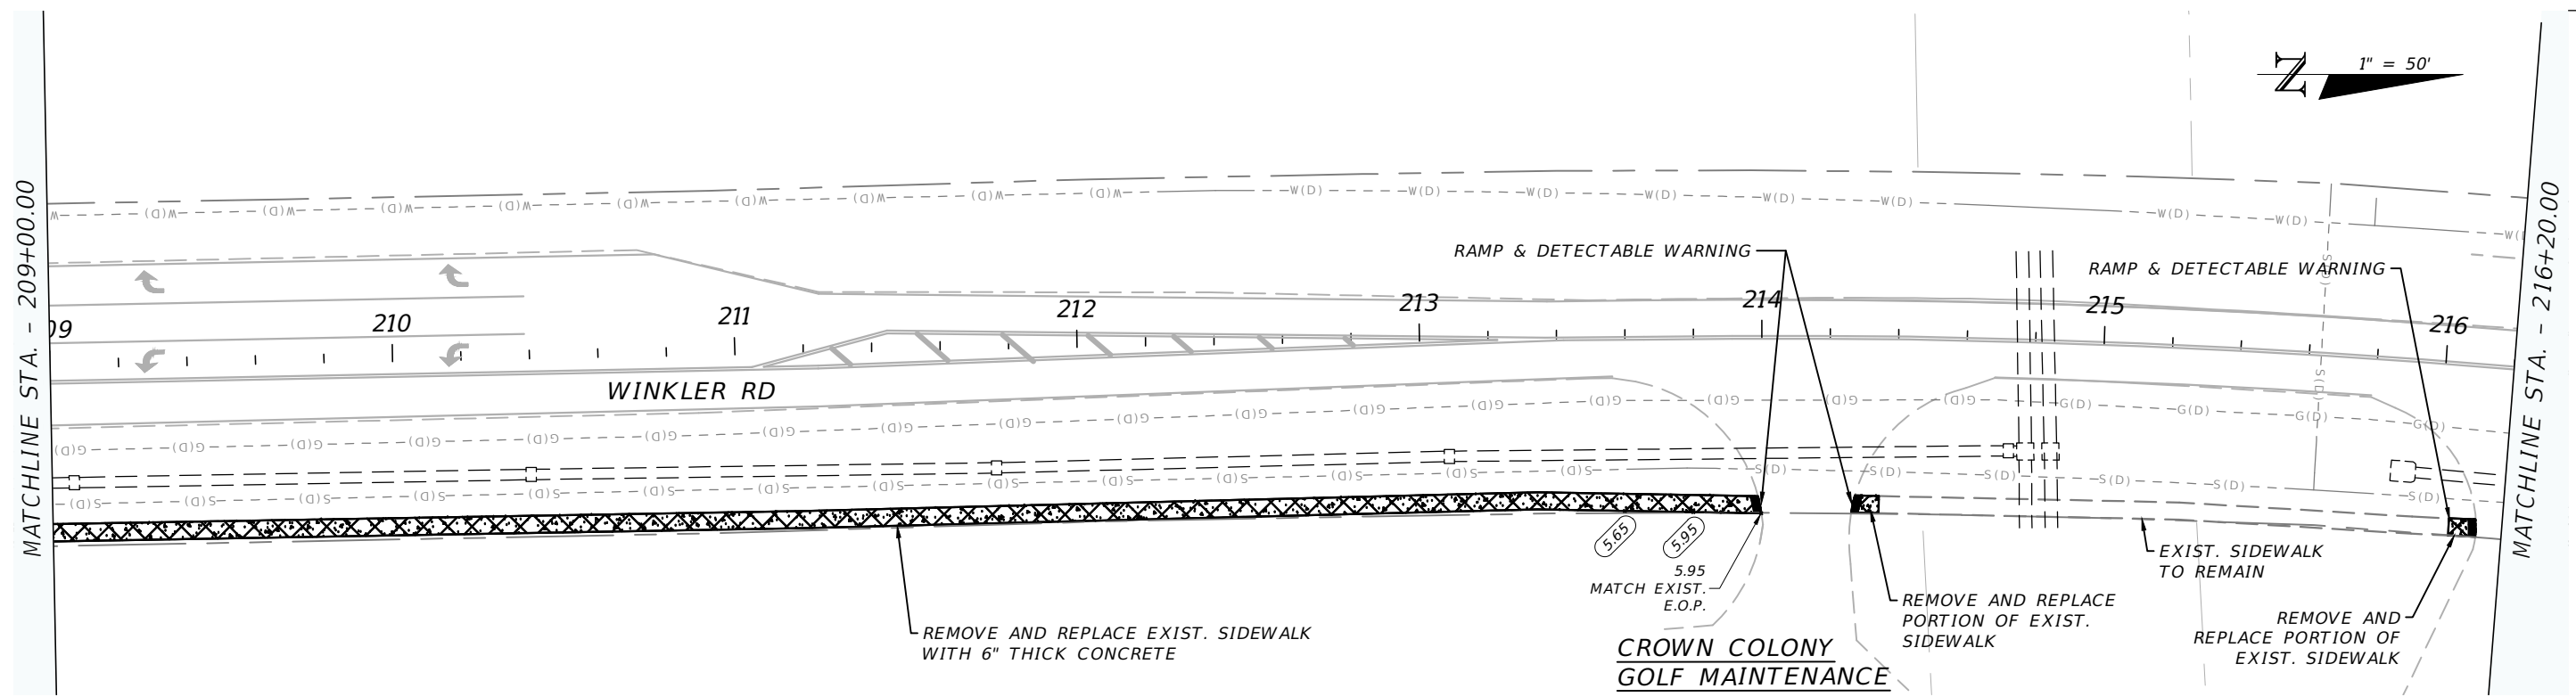 MATCHLINE STA. - 209+00.00
1" = 50'
N
W(D) W(D) W(D) W(D) W(D) W(D) W(D) W(D) W(D) W(D) W(D) W(D) W(D) W(D) W(D) W(D) W(D) W(D)
RAMP & DETECTABLE WARNING
RAMP & DETECTABLE WARNING
09 210 211 212 213 214 215 216
WINKLER RD
S(D) S(D)
G(D) G(D) G(D) G(D) G(D) G(D) G(D) G(D) G(D) G(D) G(D) G(D) G(D) G(D) G(D) G(D) G(D) G(D) G(D) G(D) G(D)
S(D) S(D) S(D) S(D) S(D) S(D) S(D) S(D) S(D) S(D) S(D) S(D) S(D) S(D) S(D) S(D) S(D) S(D) S(D) S(D) S(D)
5.65 5.95
5.95
MATCH EXIST.
E.O.P.
REMOVE AND REPLACE EXIST. SIDEWALK
WITH 6" THICK CONCRETE
CROWN COLONY
GOLF MAINTENANCE
REMOVE AND REPLACE
PORTION OF EXIST.
SIDEWALK
EXIST. SIDEWALK
TO REMAIN
REMOVE AND
REPLACE PORTION OF
EXIST. SIDEWALK
MATCHLINE STA. - 216+20.00